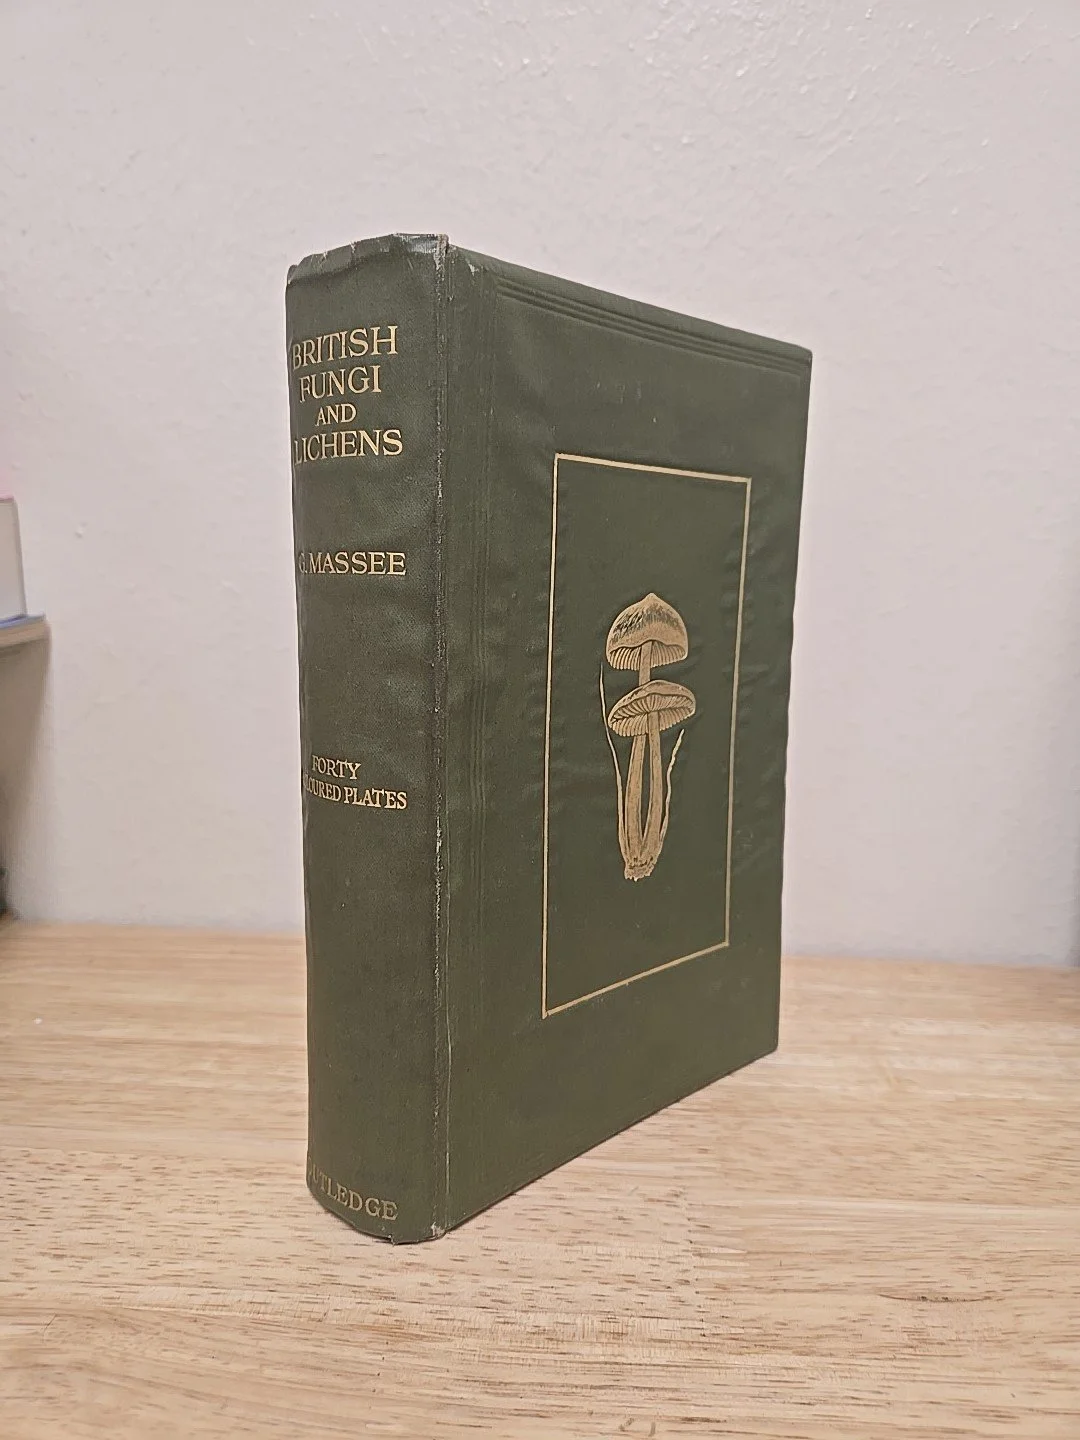 BRITISH
FUNGI
AND
LICHENS
G. MASSEE
FORTY
PLATES